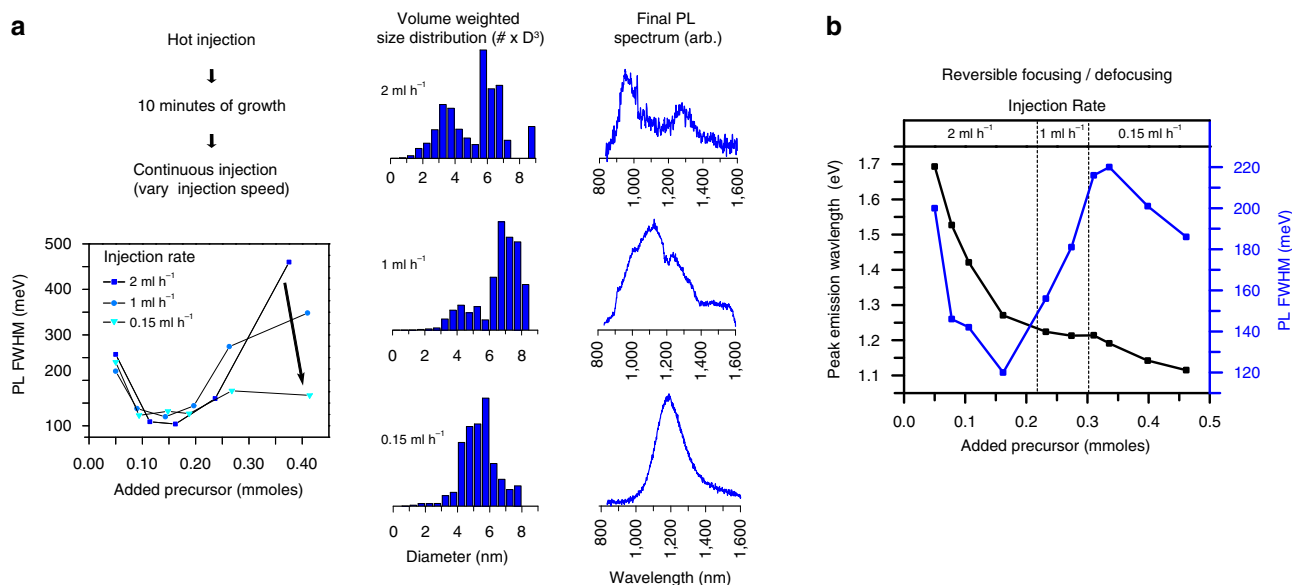 a
Hot injection
10 minutes of growth
Continuous injection
(vary injection speed)
PL FWHM (meV)
500
400
300
200
100
Injection rate
2 ml h⁻¹
1 ml h⁻¹
0.15 ml h⁻¹
0.00 0.10 0.20 0.30 0.40
Added precursor (mmoles)
Volume weighted
size distribution (# x D³)
2 ml h⁻¹
0 2 4 6 8
1 ml h⁻¹
0 2 4 6 8
0.15 ml h⁻¹
0 2 4 6 8
Diameter (nm)
Final PL
spectrum (arb.)
800 1,000 1,200 1,400 1,600
800 1,000 1,200 1,400 1,600
800 1,000 1,200 1,400 1,600
Wavelength (nm)
b
Reversible focusing / defocusing
Injection Rate
2 ml h⁻¹ 1 ml h⁻¹ 0.15 ml h⁻¹
Peak emission wavlength (eV)
1.7
1.6
1.5
1.4
1.3
1.2
1.1
220
200
180
160
140
120
PL FWHM (meV)
0.0 0.1 0.2 0.3 0.4 0.5
Added precursor (mmoles)